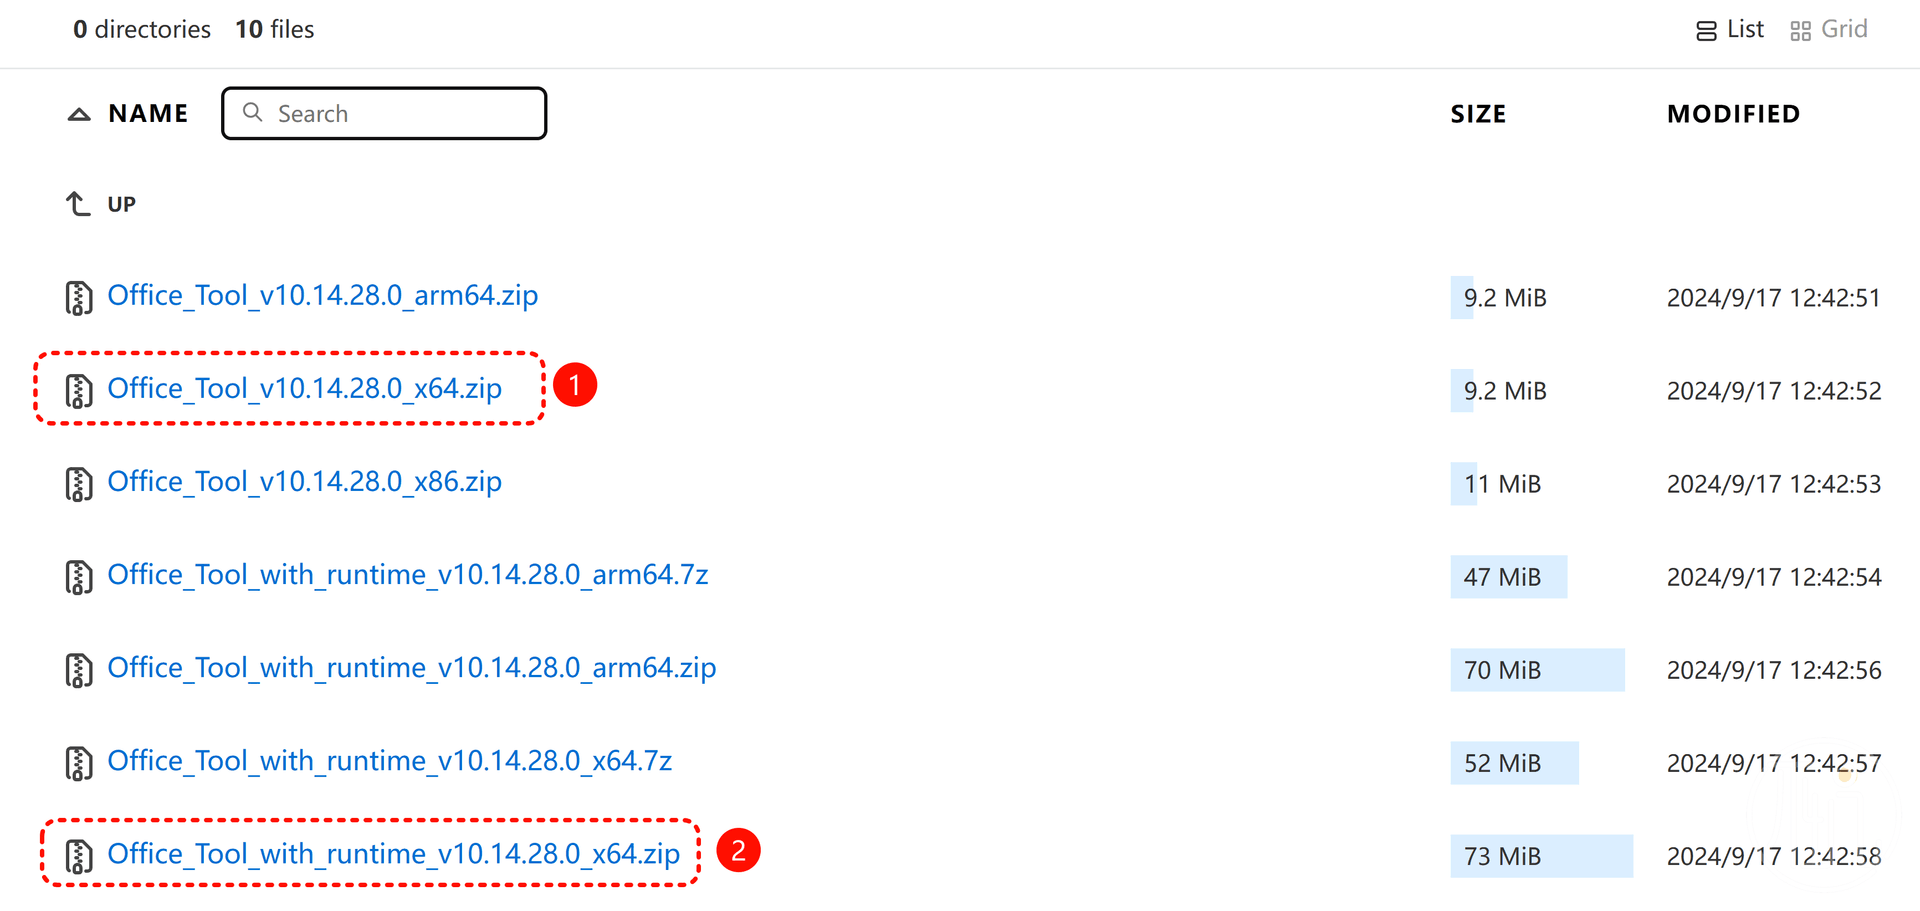 0 directories 10 files List Grid
NAME Search SIZE MODIFIED
UP
Office_Tool_v10.14.28.0_arm64.zip 9.2 MiB 2024/9/17 12:42:51
Office_Tool_v10.14.28.0_x64.zip 1 9.2 MiB 2024/9/17 12:42:52
Office_Tool_v10.14.28.0_x86.zip 11 MiB 2024/9/17 12:42:53
Office_Tool_with_runtime_v10.14.28.0_arm64.7z 47 MiB 2024/9/17 12:42:54
Office_Tool_with_runtime_v10.14.28.0_arm64.zip 70 MiB 2024/9/17 12:42:56
Office_Tool_with_runtime_v10.14.28.0_x64.7z 52 MiB 2024/9/17 12:42:57
Office_Tool_with_runtime_v10.14.28.0_x64.zip 2 73 MiB 2024/9/17 12:42:58